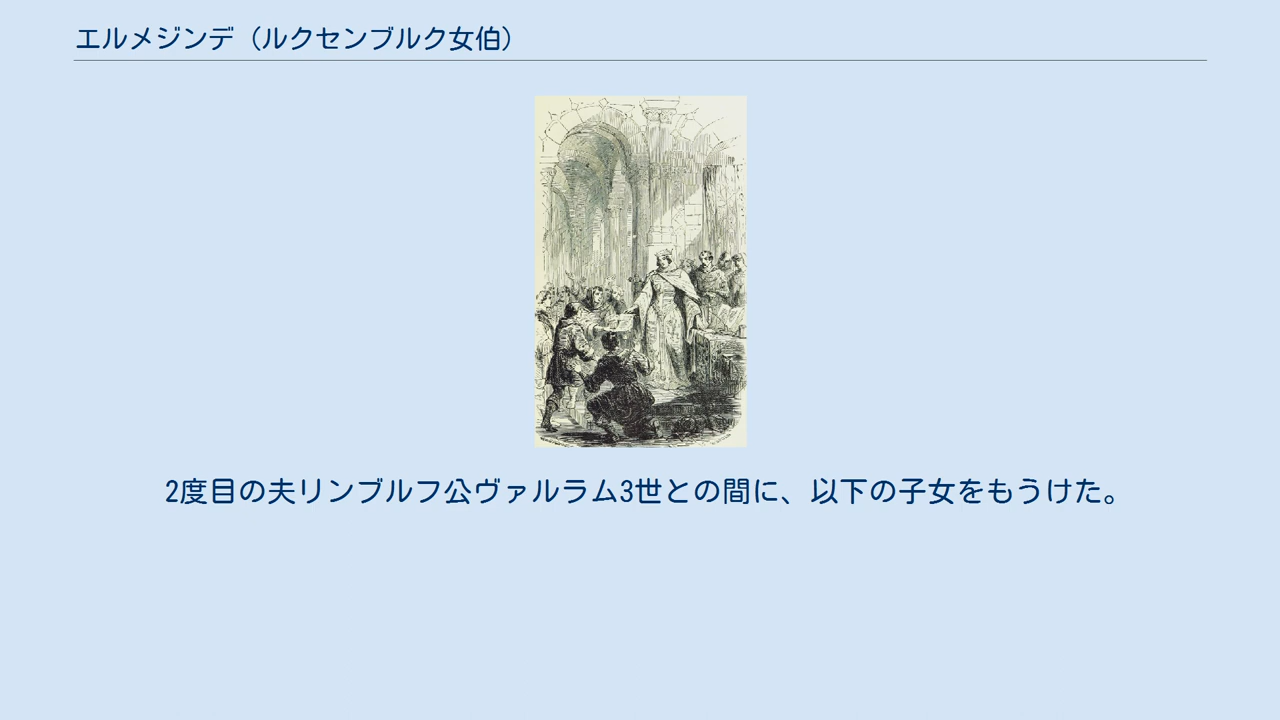 エルメジンデ（ルクセンブルク女伯）
2度目の夫リンブルフ公ヴァルラム3世との間に、以下の子女をもうけた。